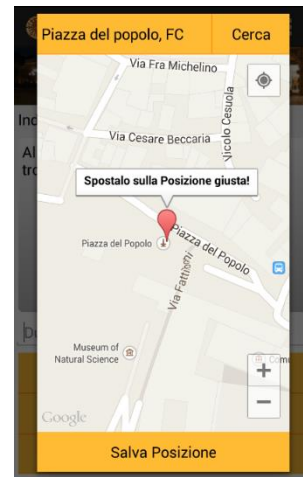 Piazza del popolo, FC
Cerca
Via Fra Michelino
Vicolo Cesuola
Via Cesare Beccaria
Spostalo sulla Posizione giusta!
Piazza del Popolo
Piazza del Popolo
Via Fattiboni
Museum of
Natural Science
Google
+
−
Salva Posizione